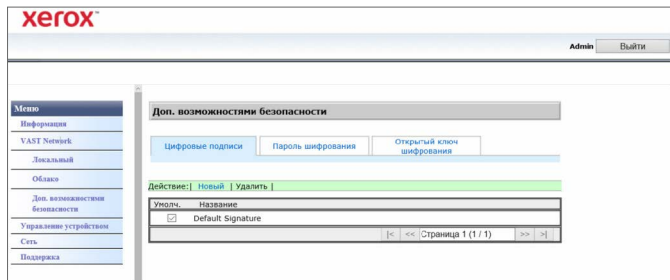 xerox™
Admin Выйти
Меню
Информация
VAST Network
Локальный
Облако
Доп. возможностями
безопасности
Управление устройством
Сеть
Поддержка
Доп. возможностями безопасности
Цифровые подписи Пароль шифрования Открытый ключ
шифрования
Действие:| Новый | Удалить |
Умолч. Название
Default Signature
|< << Страница 1 (1 / 1) >> >|